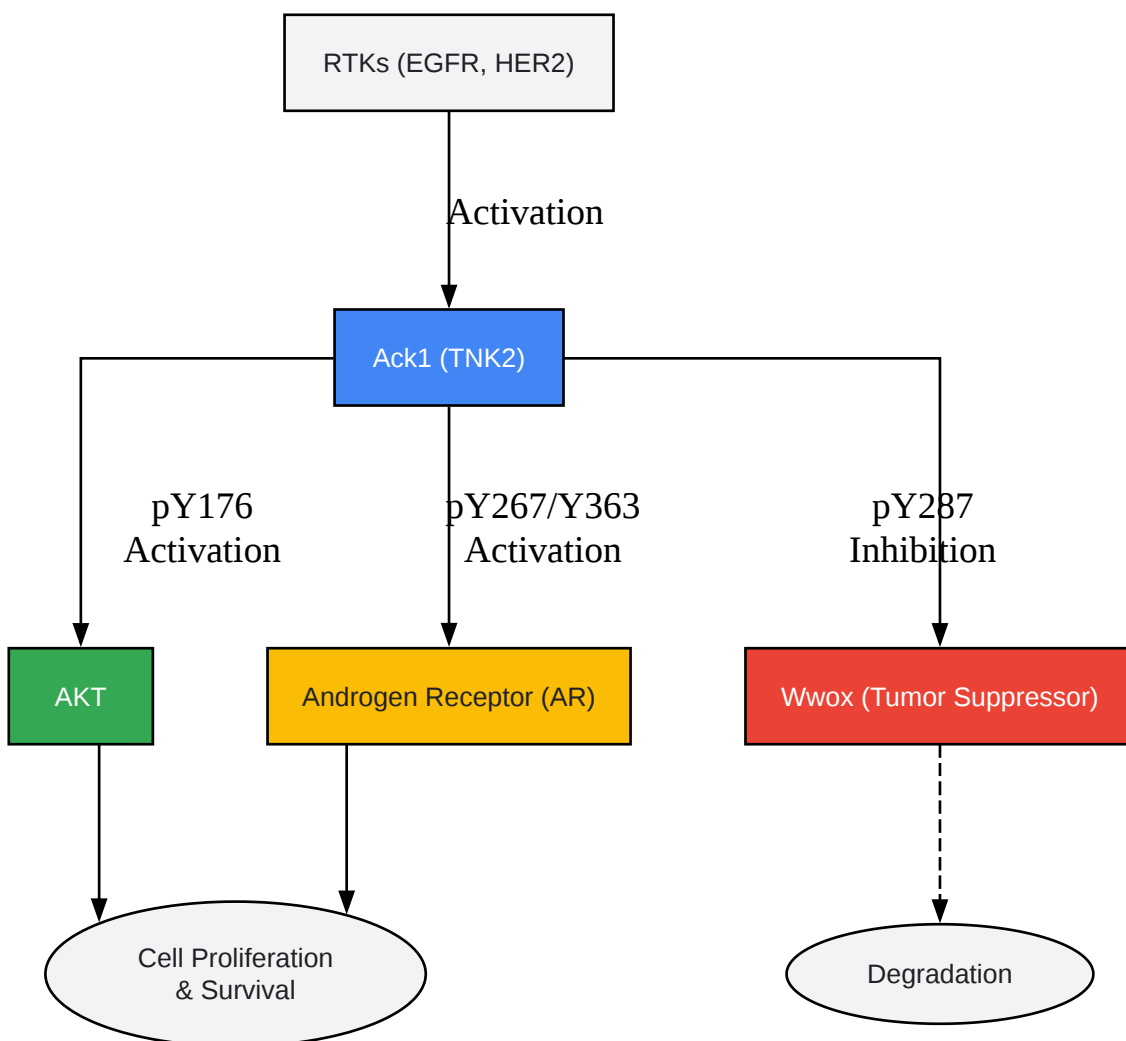 RTKs (EGFR, HER2)
Activation
Ack1 (TNK2)
pY176
Activation
pY267/Y363
Activation
pY287
Inhibition
AKT
Androgen Receptor (AR)
Wwox (Tumor Suppressor)
Cell Proliferation
& Survival
Degradation